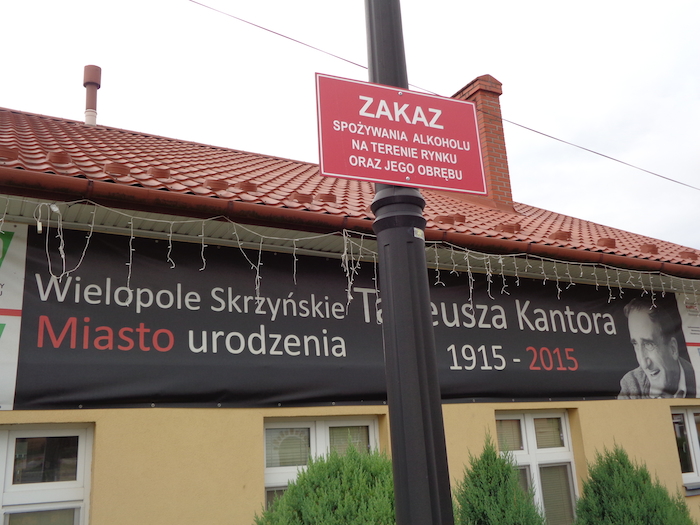 ZAKAZ
SPOŻYWANIA ALKOHOLU
NA TERENIE RYNKU
ORAZ JEGO OBRĘBU
Wielopole Skrzyńskie
Miasto urodzenia
Kantora
1915 - 2015